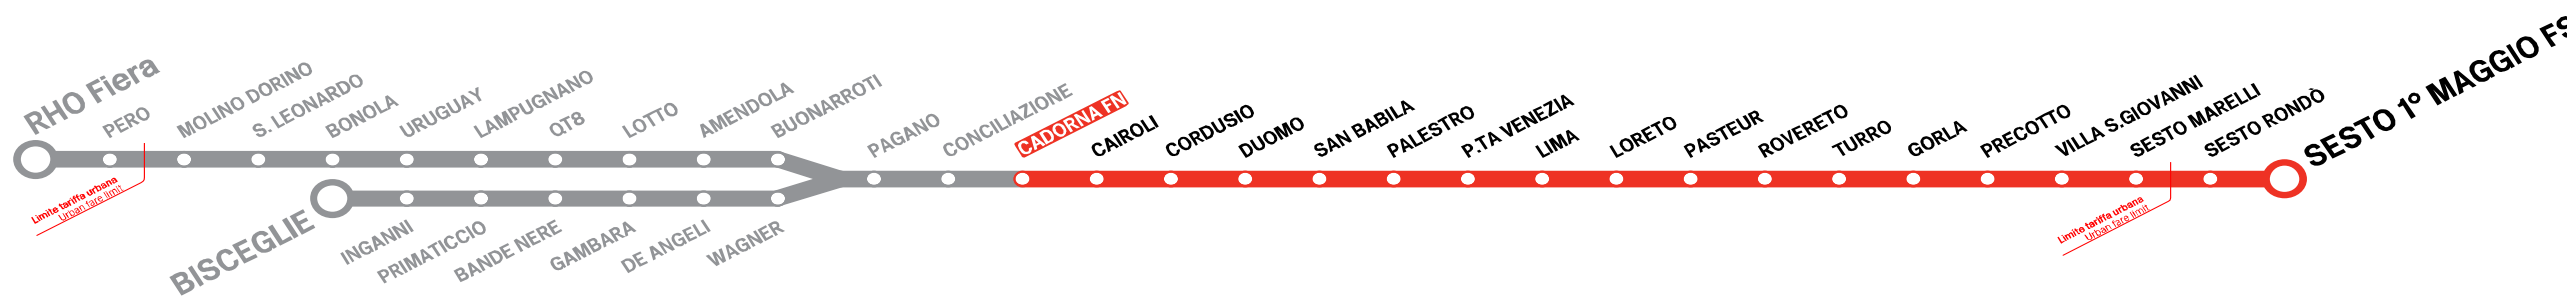 RHO Fiera
PERO
MOLINO DORINO
S. LEONARDO
BONOLA
URUGUAY
LAMPUGNANO
QT8
LOTTO
AMENDOLA
BUONARROTI
PAGANO
CONCILIAZIONE
CADORNA FN
CAIROLI
CORDUSIO
DUOMO
SAN BABILA
PALESTRO
P.TA VENEZIA
LIMA
LORETO
PASTEUR
ROVERETO
TURRO
GORLA
PRECOTTO
VILLA S.GIOVANNI
SESTO MARELLI
SESTO RONDÒ
SESTO 1° MAGGIO FS
Limite tariffa urbana
Urban fare limit
BISCEGLIE
INGANNI
PRIMATICCIO
BANDE NERE
GAMBARA
DE ANGELI
WAGNER
Limite tariffa urbana
Urban fare limit